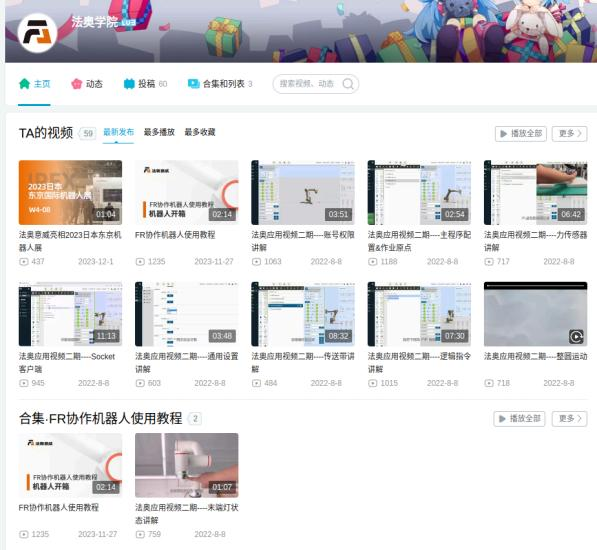 法奥学院 LV3
主页 动态 投稿 60 合集和列表 3 搜索视频、动态
TA的视频 59 最新发布 最多播放 最多收藏 播放全部 更多
2023日本
东京国际机器人展
W4-08
01:04
法奥意威
FR协作机器人使用教程
机器人开箱
02:14
03:51
02:54
06:42
法奥意威亮相2023日本东京机
器人展
FR协作机器人使用教程
法奥应用视频二期----账号权限
讲解
法奥应用视频二期----主程序配
置&作业原点
法奥应用视频二期----力传感器
讲解
437 2023-12-1
1235 2023-11-27
1063 2022-8-8
1188 2022-8-8
717 2022-8-8
11:13
03:48
08:32
07:30
法奥应用视频二期----Socket
客户端
法奥应用视频二期----通用设置
讲解
法奥应用视频二期----传送带讲
解
法奥应用视频二期----逻辑指令
讲解
法奥应用视频二期----整圆运动
945 2022-8-8
603 2022-8-8
484 2022-8-8
1015 2022-8-8
718 2022-8-8
合集·FR协作机器人使用教程 2 播放全部 更多
法奥意威
FR协作机器人使用教程
机器人开箱
02:14
01:07
FR协作机器人使用教程
法奥应用视频二期----末端灯状
态讲解
1235 2023-11-27
759 2022-8-8